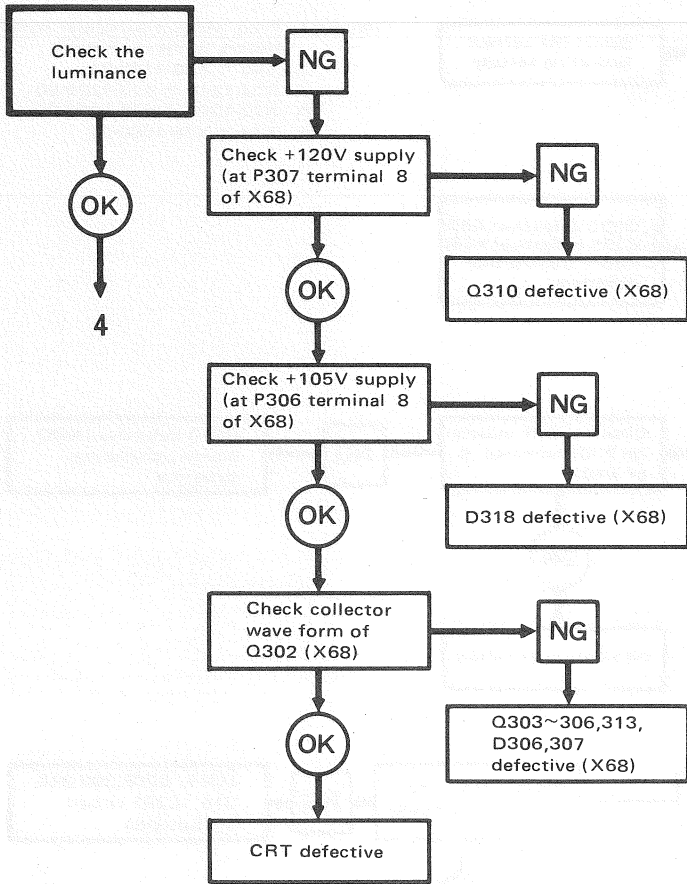 Check the
luminance
NG
OK
4
Check +120V supply
(at P307 terminal 8
of X68)
NG
Q310 defective (X68)
OK
Check +105V supply
(at P306 terminal 8
of X68)
NG
D318 defective (X68)
OK
Check collector
wave form of
Q302 (X68)
NG
Q303~306,313,
D306,307
defective (X68)
OK
CRT defective